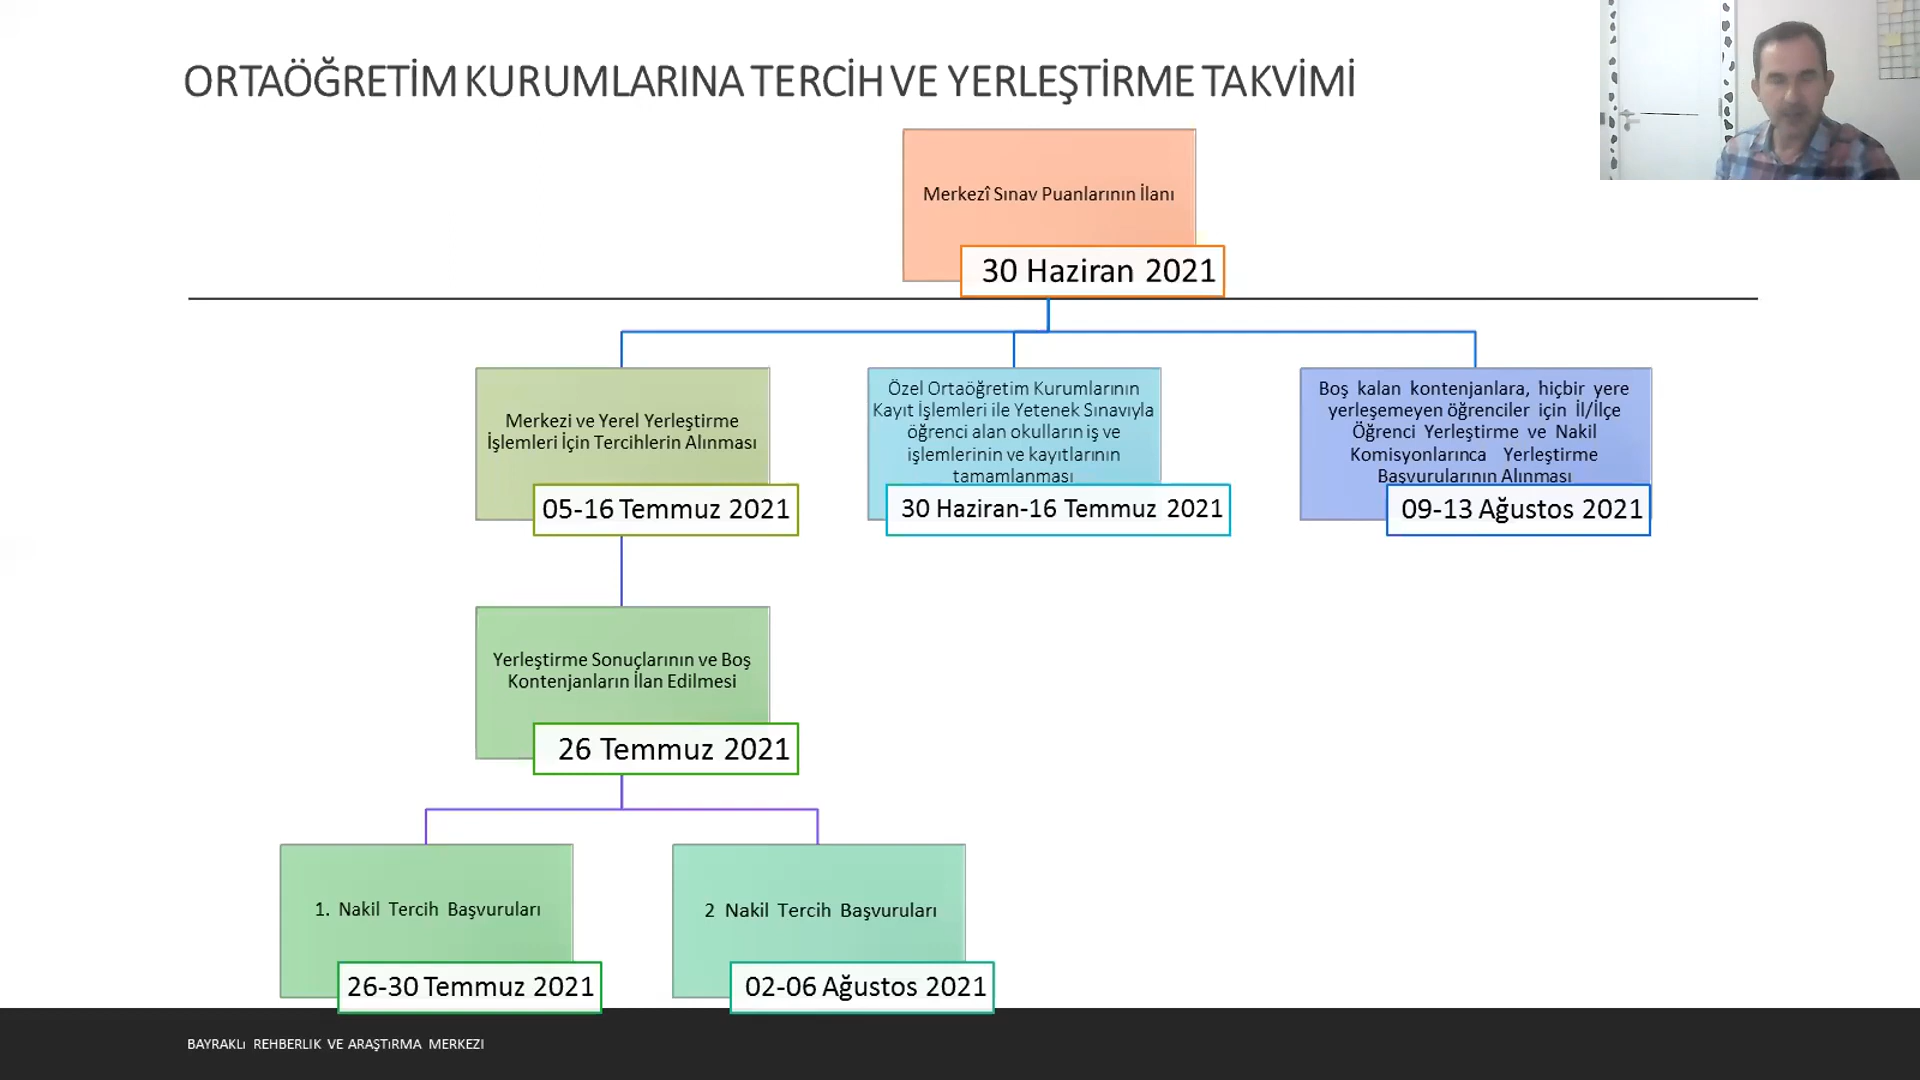 ORTAÖĞRETİM KURUMLARINA TERCİH VE YERLEŞTİRME TAKVİMİ
Merkezî Sınav Puanlarının İlanı
30 Haziran 2021
Merkezi ve Yerel Yerleştirme
İşlemleri İçin Tercihlerin Alınması
05-16 Temmuz 2021
Özel Ortaöğretim Kurumlarının
Kayıt İşlemleri ile Yetenek Sınavıyla
öğrenci alan okulların iş ve
işlemlerinin ve kayıtlarının
tamamlanması
30 Haziran-16 Temmuz 2021
Boş kalan kontenjanlara, hiçbir yere
yerleşemeyen öğrenciler için İl/İlçe
Öğrenci Yerleştirme ve Nakil
Komisyonlarınca Yerleştirme
Başvurularının Alınması
09-13 Ağustos 2021
Yerleştirme Sonuçlarının ve Boş
Kontenjanların İlan Edilmesi
26 Temmuz 2021
1. Nakil Tercih Başvuruları
26-30 Temmuz 2021
2 Nakil Tercih Başvuruları
02-06 Ağustos 2021
BAYRAKLı REHBERLIK VE ARAŞTıRMA MERKEZI